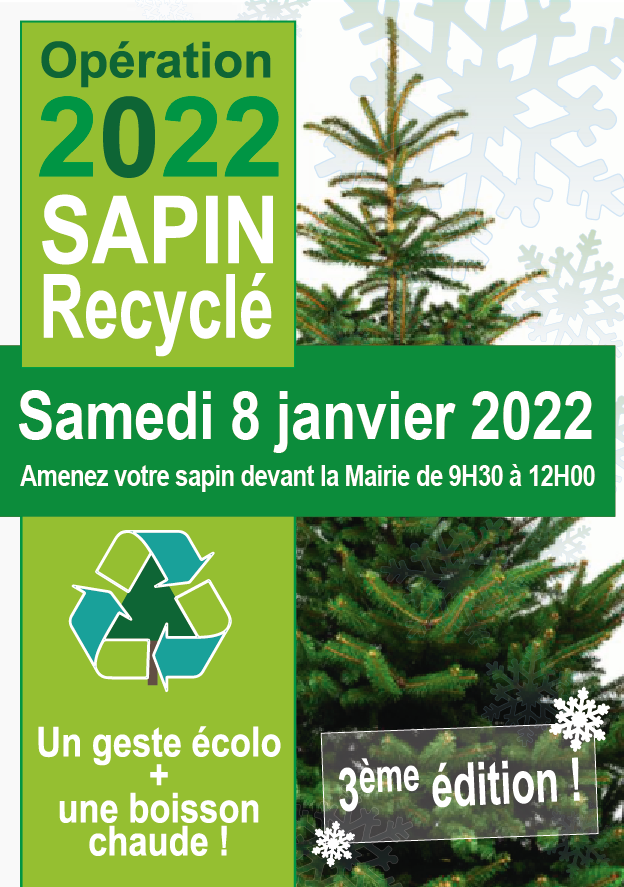 Opération
2022
SAPIN
Recyclé
Samedi 8 janvier 2022
Amenez votre sapin devant la Mairie de 9H30 à 12H00
Un geste écolo
+
une boisson
chaude !
3ème édition !